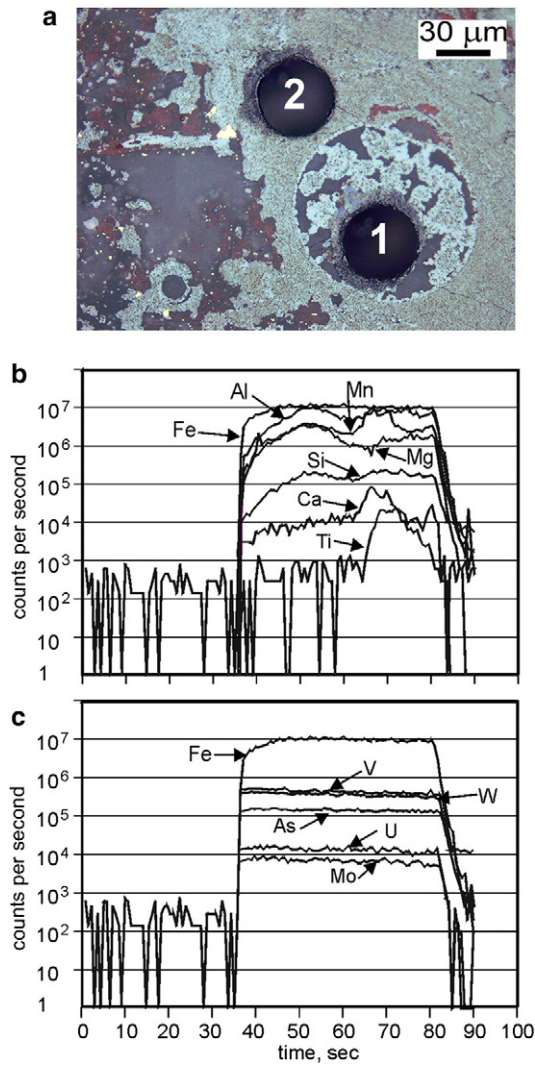 a
30 µm
2
1
b
counts per second
10⁷
10⁶
10⁵
10⁴
10³
10²
10
1
Al
Mn
Fe
Mg
Si
Ca
Ti
c
counts per second
10⁷
10⁶
10⁵
10⁴
10³
10²
10
1
Fe
V
W
As
U
Mo
0 10 20 30 40 50 60 70 80 90 100
time, sec